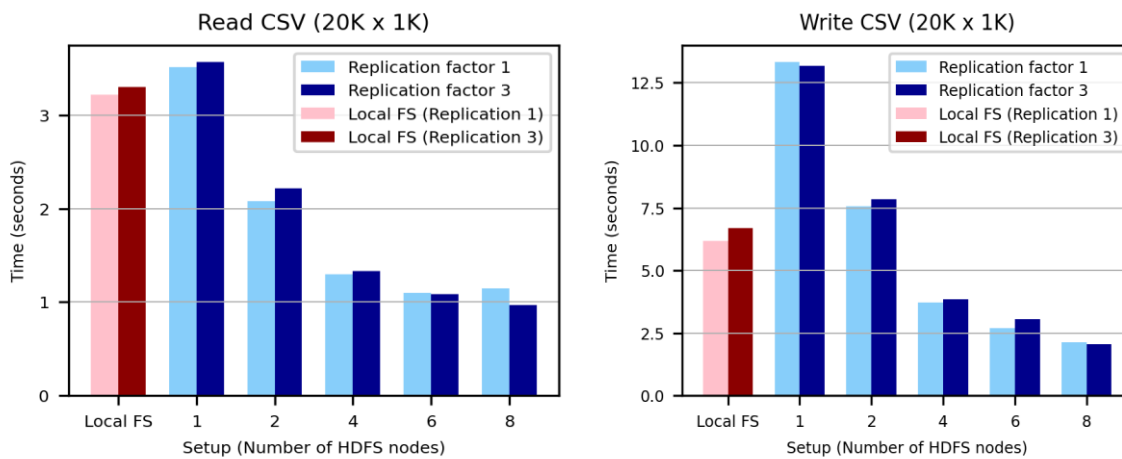 Read CSV (20K x 1K)
Time (seconds)
3
2
1
0
Replication factor 1
Replication factor 3
Local FS (Replication 1)
Local FS (Replication 3)
Local FS 1 2 4 6 8
Setup (Number of HDFS nodes)
Write CSV (20K x 1K)
Time (seconds)
12.5
10.0
7.5
5.0
2.5
0.0
Replication factor 1
Replication factor 3
Local FS (Replication 1)
Local FS (Replication 3)
Local FS 1 2 4 6 8
Setup (Number of HDFS nodes)